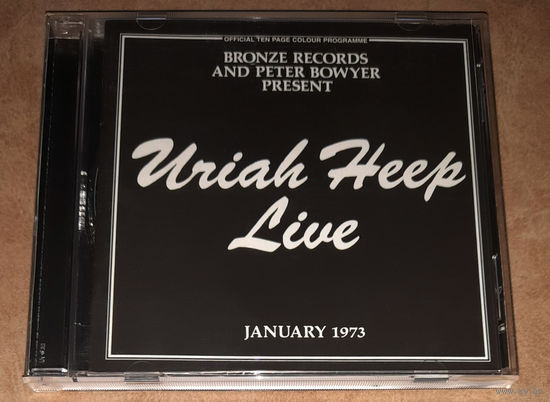 OFFICIAL TEN PAGE COLOUR PROGRAMME
BRONZE RECORDS
AND PETER BOWYER
PRESENT
Uriah Heep
Live
JANUARY 1973